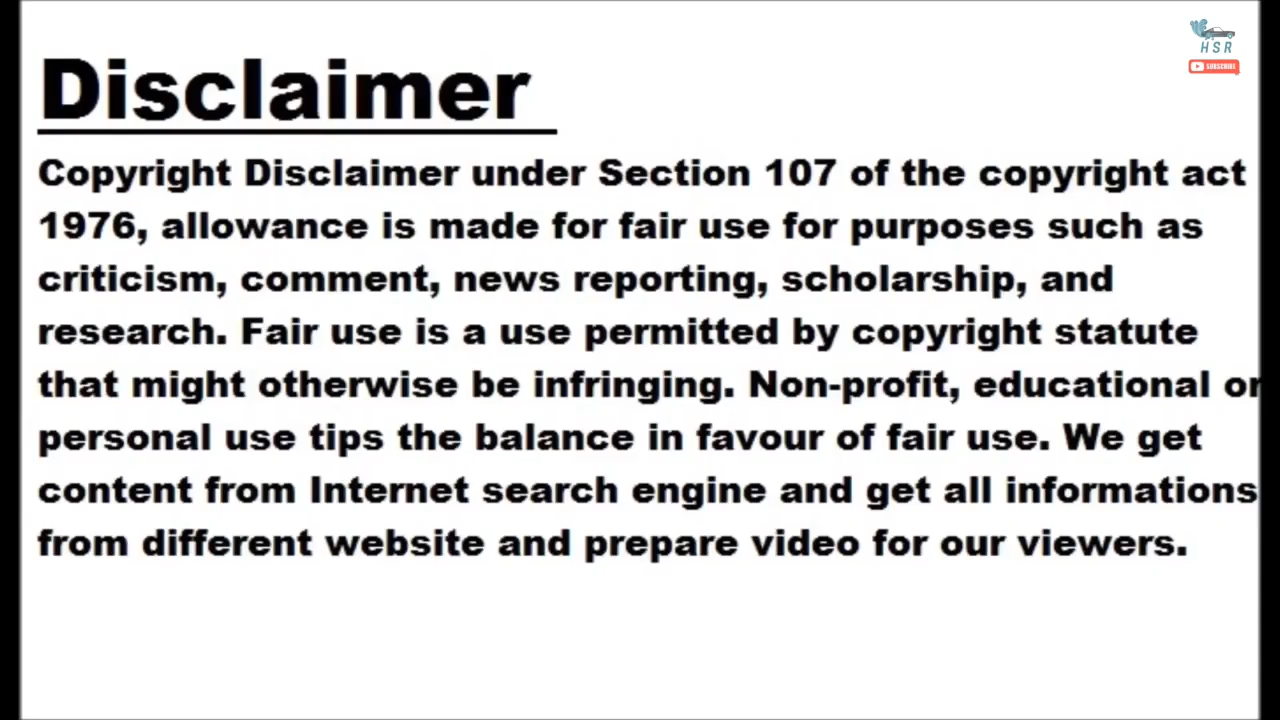 HSR
SUBSCRIBE
Disclaimer
Copyright Disclaimer under Section 107 of the copyright act
1976, allowance is made for fair use for purposes such as
criticism, comment, news reporting, scholarship, and
research. Fair use is a use permitted by copyright statute
that might otherwise be infringing. Non-profit, educational or
personal use tips the balance in favour of fair use. We get
content from Internet search engine and get all informations
from different website and prepare video for our viewers.